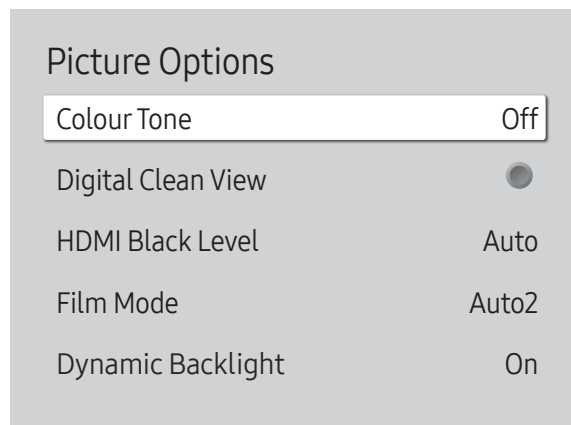 Picture Options
Colour Tone Off
Digital Clean View
HDMI Black Level Auto
Film Mode Auto2
Dynamic Backlight On